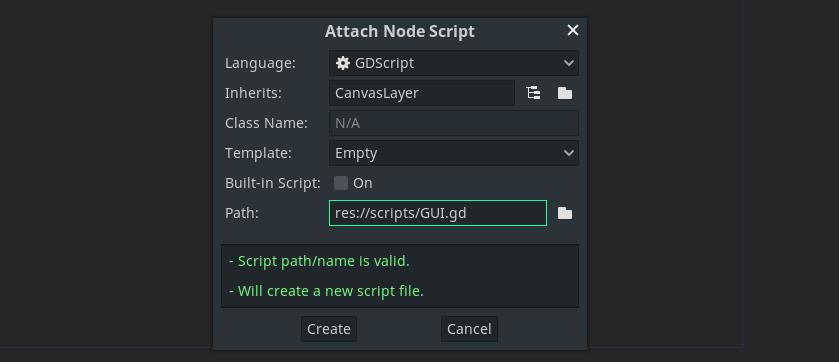 Attach Node Script
Language: GDScript
Inherits: CanvasLayer
Class Name: N/A
Template: Empty
Built-in Script: On
Path: res://scripts/GUI.gd
- Script path/name is valid.
- Will create a new script file.
Create Cancel